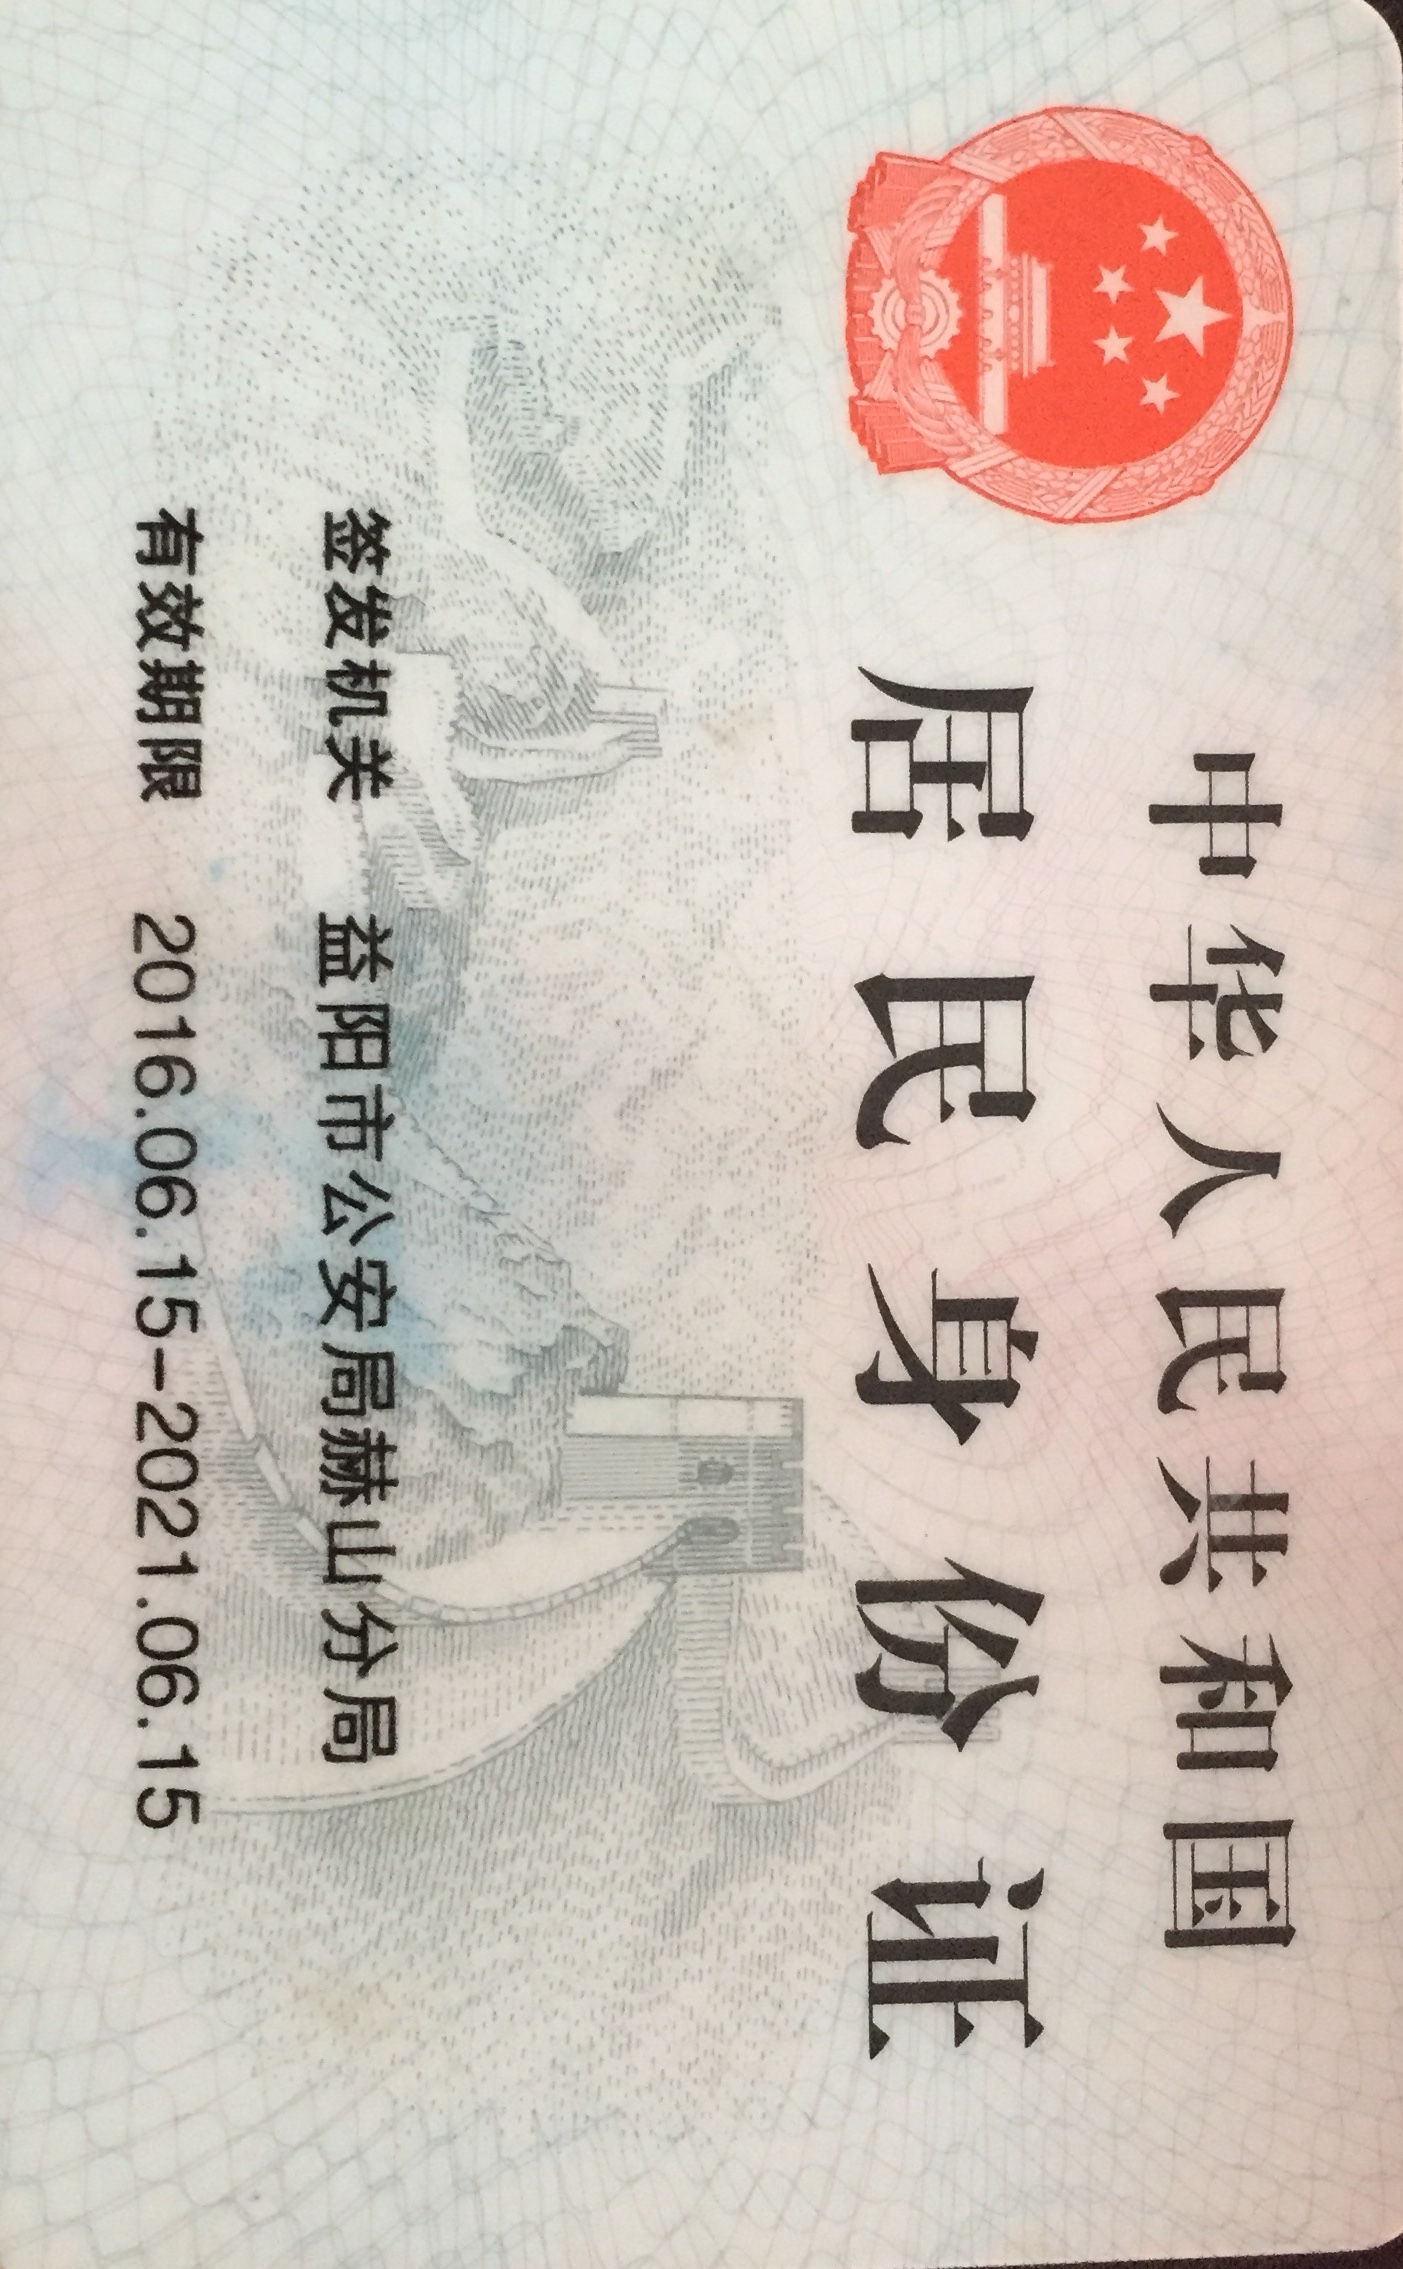 中华人民共和国
居民身份证
签发机关 益阳市公安局赫山分局
有效期限 2016.06.15-2021.06.15